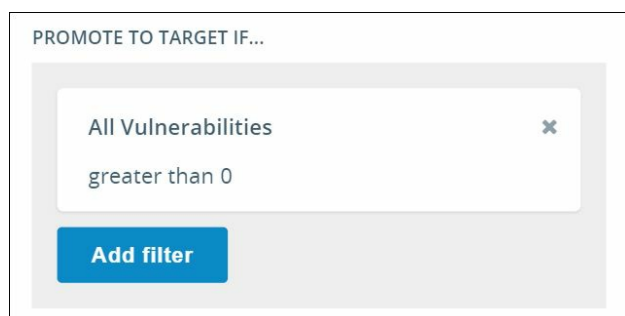 PROMOTE TO TARGET IF...
All Vulnerabilities
greater than 0
Add filter